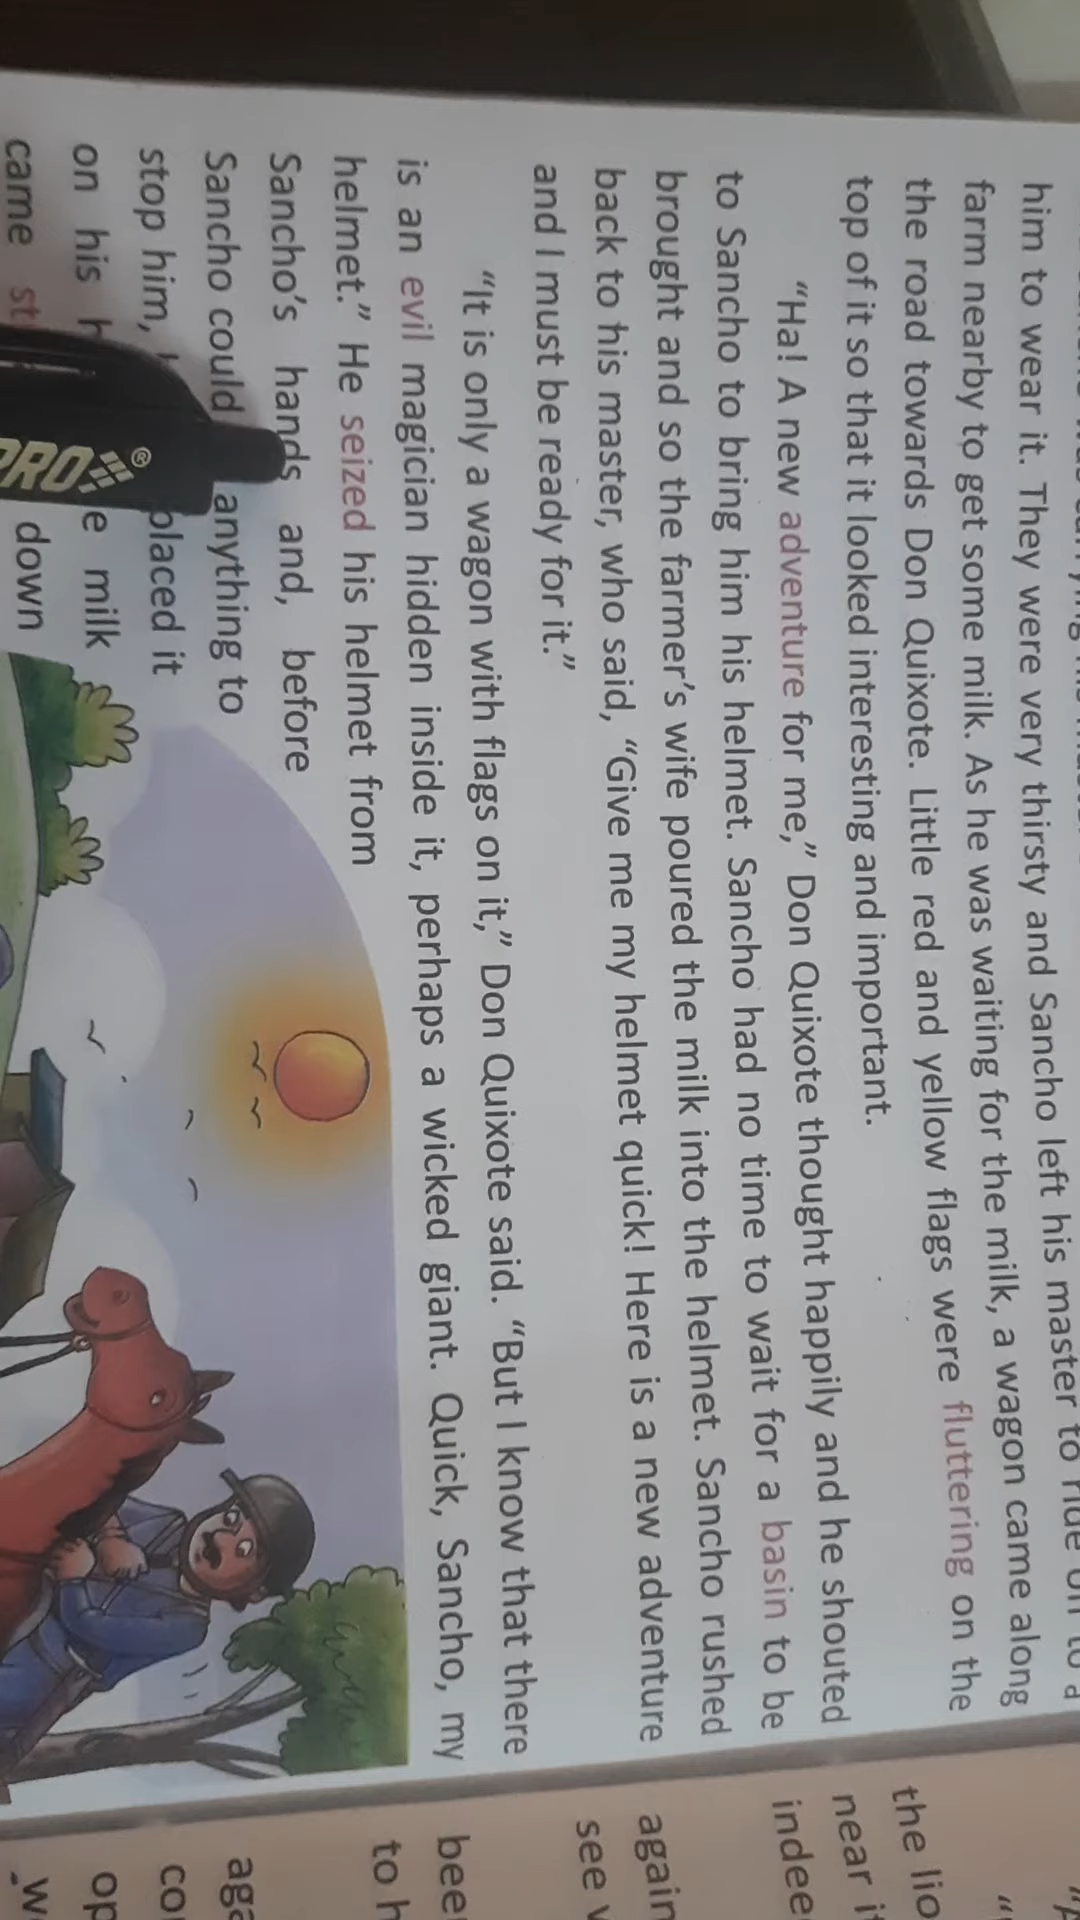 him to wear it. They were very thirsty and Sancho left his master to ride on to a
farm nearby to get some milk. As he was waiting for the milk, a wagon came along
the road towards Don Quixote. Little red and yellow flags were fluttering on the
top of it so that it looked interesting and important.
“Ha! A new adventure for me,” Don Quixote thought happily and he shouted
to Sancho to bring him his helmet. Sancho had no time to wait for a basin to be
brought and so the farmer’s wife poured the milk into the helmet. Sancho rushed
back to his master, who said, “Give me my helmet quick! Here is a new adventure
and I must be ready for it.”
“It is only a wagon with flags on it,” Don Quixote said. “But I know that there
is an evil magician hidden inside it, perhaps a wicked giant. Quick, Sancho, my
helmet.” He seized his helmet from
Sancho’s hands and, before
Sancho could anything to
stop him, placed it
on his milk
came down
PRO®
the
near
again
see
to